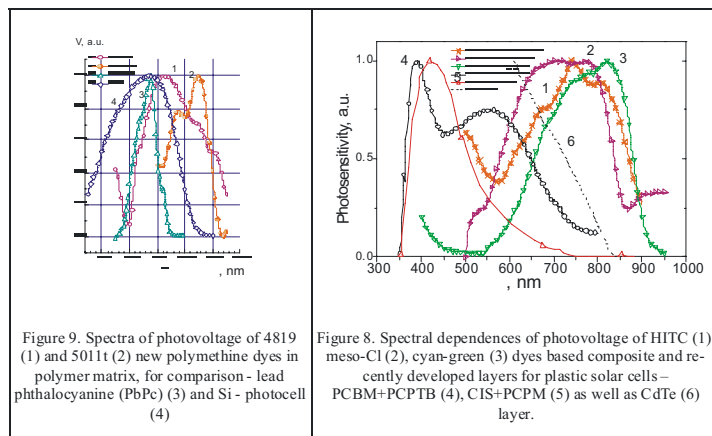 V, a.u.
1
2
3
4
, nm
Figure 9. Spectra of photovoltage of 4819
(1) and 5011t (2) new polymethine dyes in
polymer matrix, for comparison - lead
phthalocyanine (PbPc) (3) and Si - photocell
(4)
Photosensitivity, a.u.
1.0
0.5
0.0
4
5
2
3
1
6
300 400 500 600 700 800 900 1000
, nm
Figure 8. Spectral dependences of photovoltage of HITC (1)
meso-Cl (2), cyan-green (3) dyes based composite and re-
cently developed layers for plastic solar cells –
PCBM+PCPTB (4), CIS+PCPM (5) as well as CdTe (6)
layer.